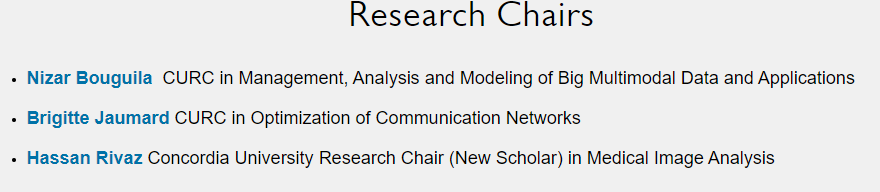 Research Chairs
Nizar Bouguila  CURC in Management, Analysis and Modeling of Big Multimodal Data and Applications
Brigitte Jaumard CURC in Optimization of Communication Networks
Hassan Rivaz Concordia University Research Chair (New Scholar) in Medical Image Analysis